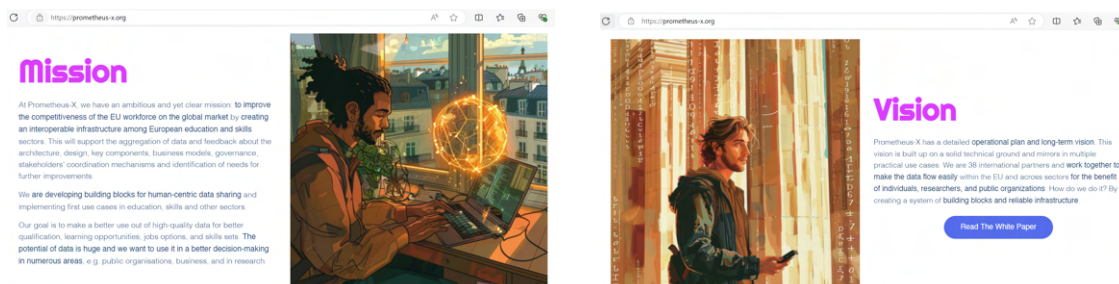 https://prometheus-x.org
Mission
At Prometheus-X, we have an ambitious and yet clear mission: to improve
the competitiveness of the EU workforce on the global market by creating
an interoperable infrastructure among European education and skills
sectors. This will support the aggregation of data and feedback about the
architecture, design, key components, business models, governance,
stakeholders' coordination mechanisms and identification of needs for
further improvements.
We are developing building blocks for human-centric data sharing and
implementing first use cases in education, skills and other sectors.
Our goal is to make a better use out of high-quality data for better
qualification, learning opportunities, jobs options, and skills sets. The
potential of data is huge and we want to use it in a better decision-making
in numerous areas, e.g. public organisations, business, and in research
https://prometheus-x.org
Vision
Prometheus-X has a detailed operational plan and long-term vision. This
vision is built up on a solid technical ground and mirrors in multiple
practical use cases. We are 38 international partners and work together to
make the data flow easily within the EU and across sectors for the benefit
of individuals, researchers, and public organizations. How do we do it? By
creating a system of building blocks and reliable infrastructure
Read The White Paper